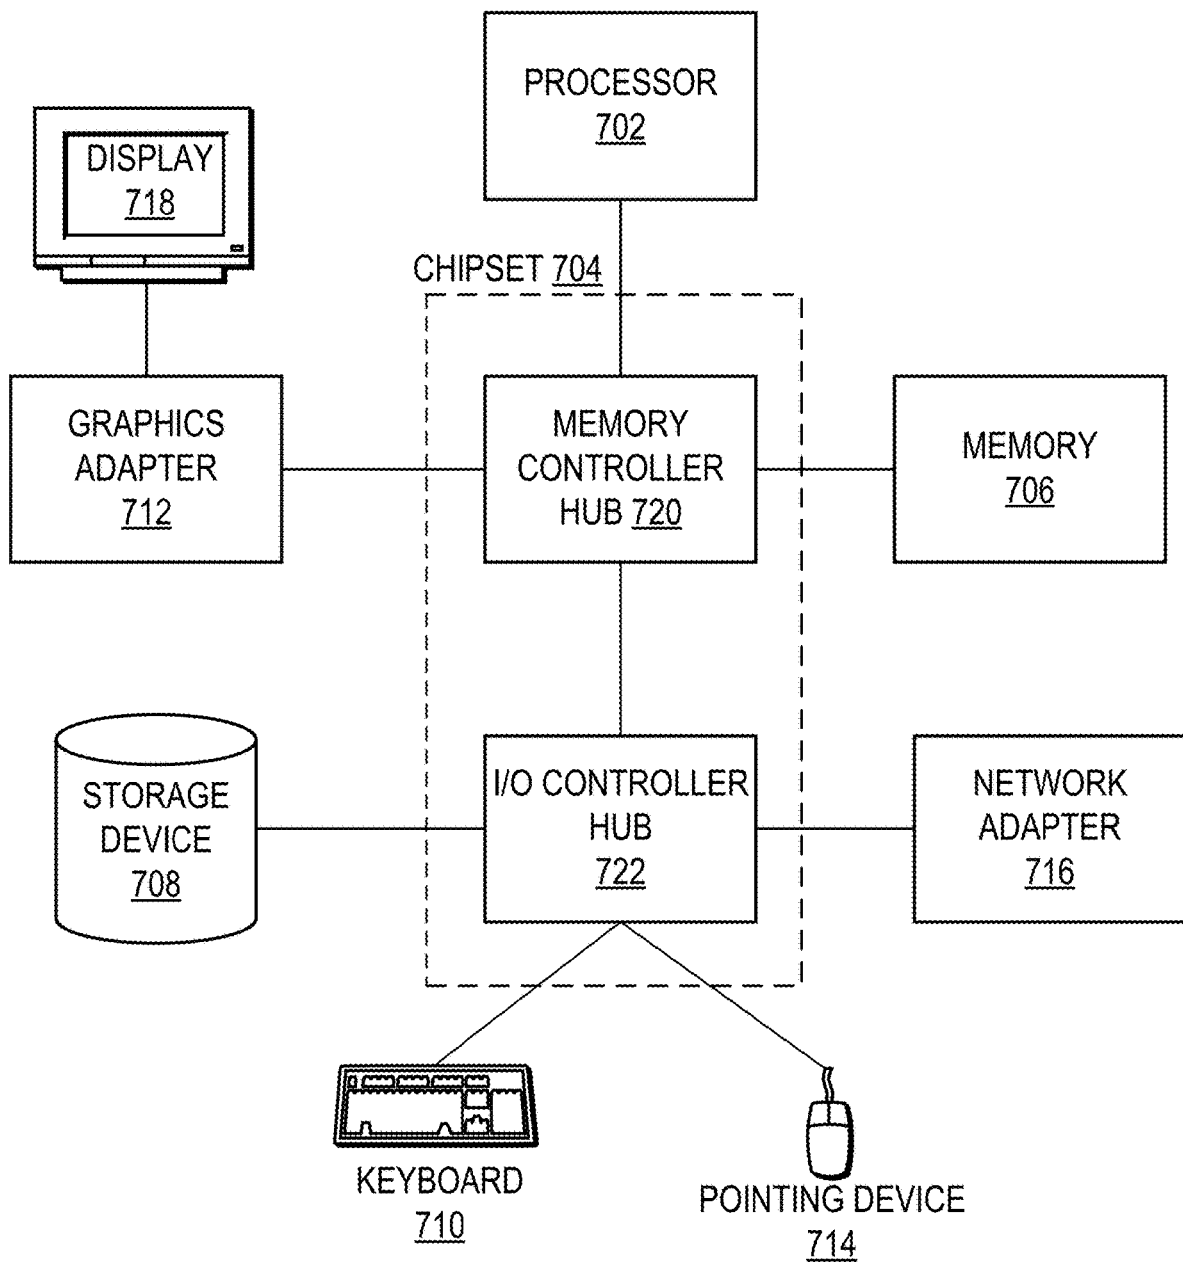 PROCESSOR
702
DISPLAY
718
CHIPSET 704
GRAPHICS
ADAPTER
712
MEMORY
CONTROLLER
HUB 720
MEMORY
706
STORAGE
DEVICE
708
I/O CONTROLLER
HUB
722
NETWORK
ADAPTER
716
KEYBOARD
710
POINTING DEVICE
714